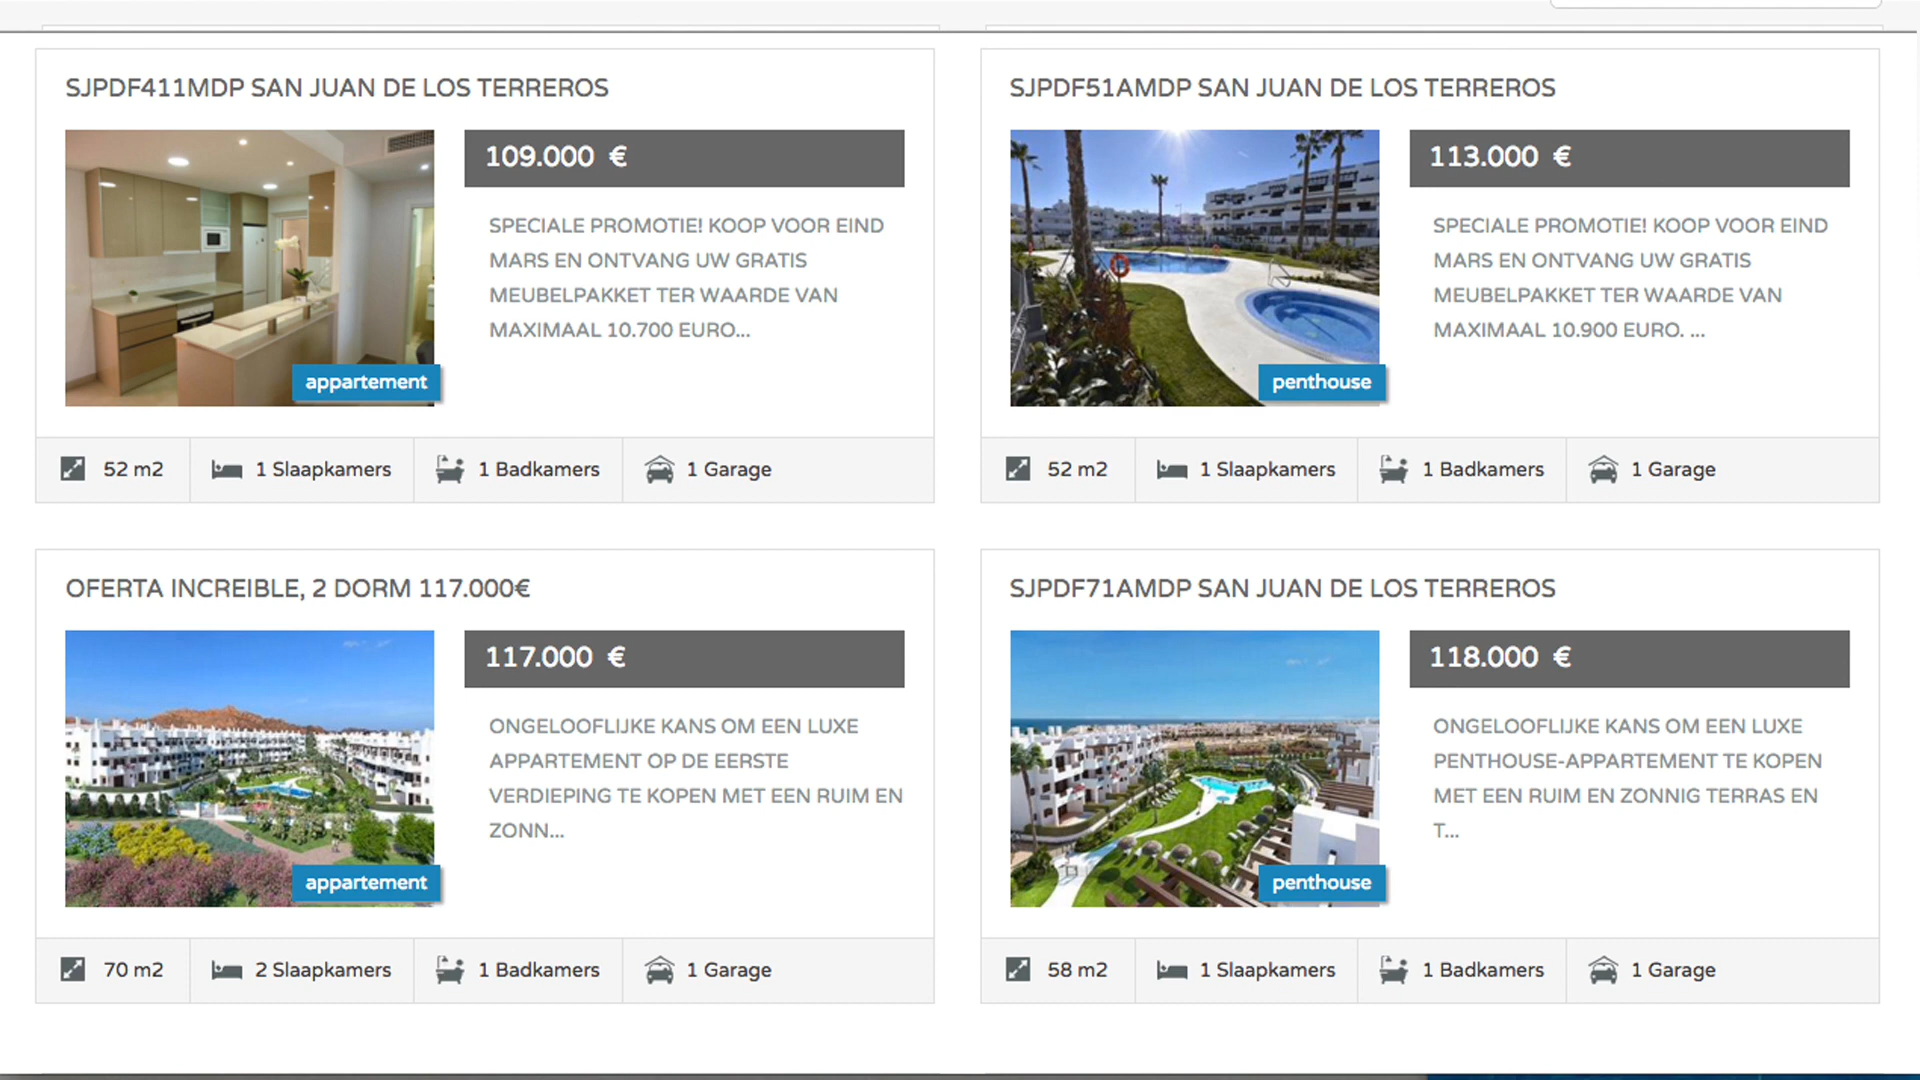 SJPDF411MDP SAN JUAN DE LOS TERREROS
109.000 €
SPECIALE PROMOTIE! KOOP VOOR EIND
MARS EN ONTVANG UW GRATIS
MEUBELPAKKET TER WAARDE VAN
MAXIMAAL 10.700 EURO...
appartement
52 m2
1 Slaapkamers
1 Badkamers
1 Garage
SJPDF51AMDP SAN JUAN DE LOS TERREROS
113.000 €
SPECIALE PROMOTIE! KOOP VOOR EIND
MARS EN ONTVANG UW GRATIS
MEUBELPAKKET TER WAARDE VAN
MAXIMAAL 10.900 EURO. ...
penthouse
52 m2
1 Slaapkamers
1 Badkamers
1 Garage
OFERTA INCREIBLE, 2 DORM 117.000€
117.000 €
ONGELOOFLIJKE KANS OM EEN LUXE
APPARTEMENT OP DE EERSTE
VERDIEPING TE KOPEN MET EEN RUIM EN
ZONN...
appartement
70 m2
2 Slaapkamers
1 Badkamers
1 Garage
SJPDF71AMDP SAN JUAN DE LOS TERREROS
118.000 €
ONGELOOFLIJKE KANS OM EEN LUXE
PENTHOUSE-APPARTEMENT TE KOPEN
MET EEN RUIM EN ZONNIG TERRAS EN
T...
penthouse
58 m2
1 Slaapkamers
1 Badkamers
1 Garage